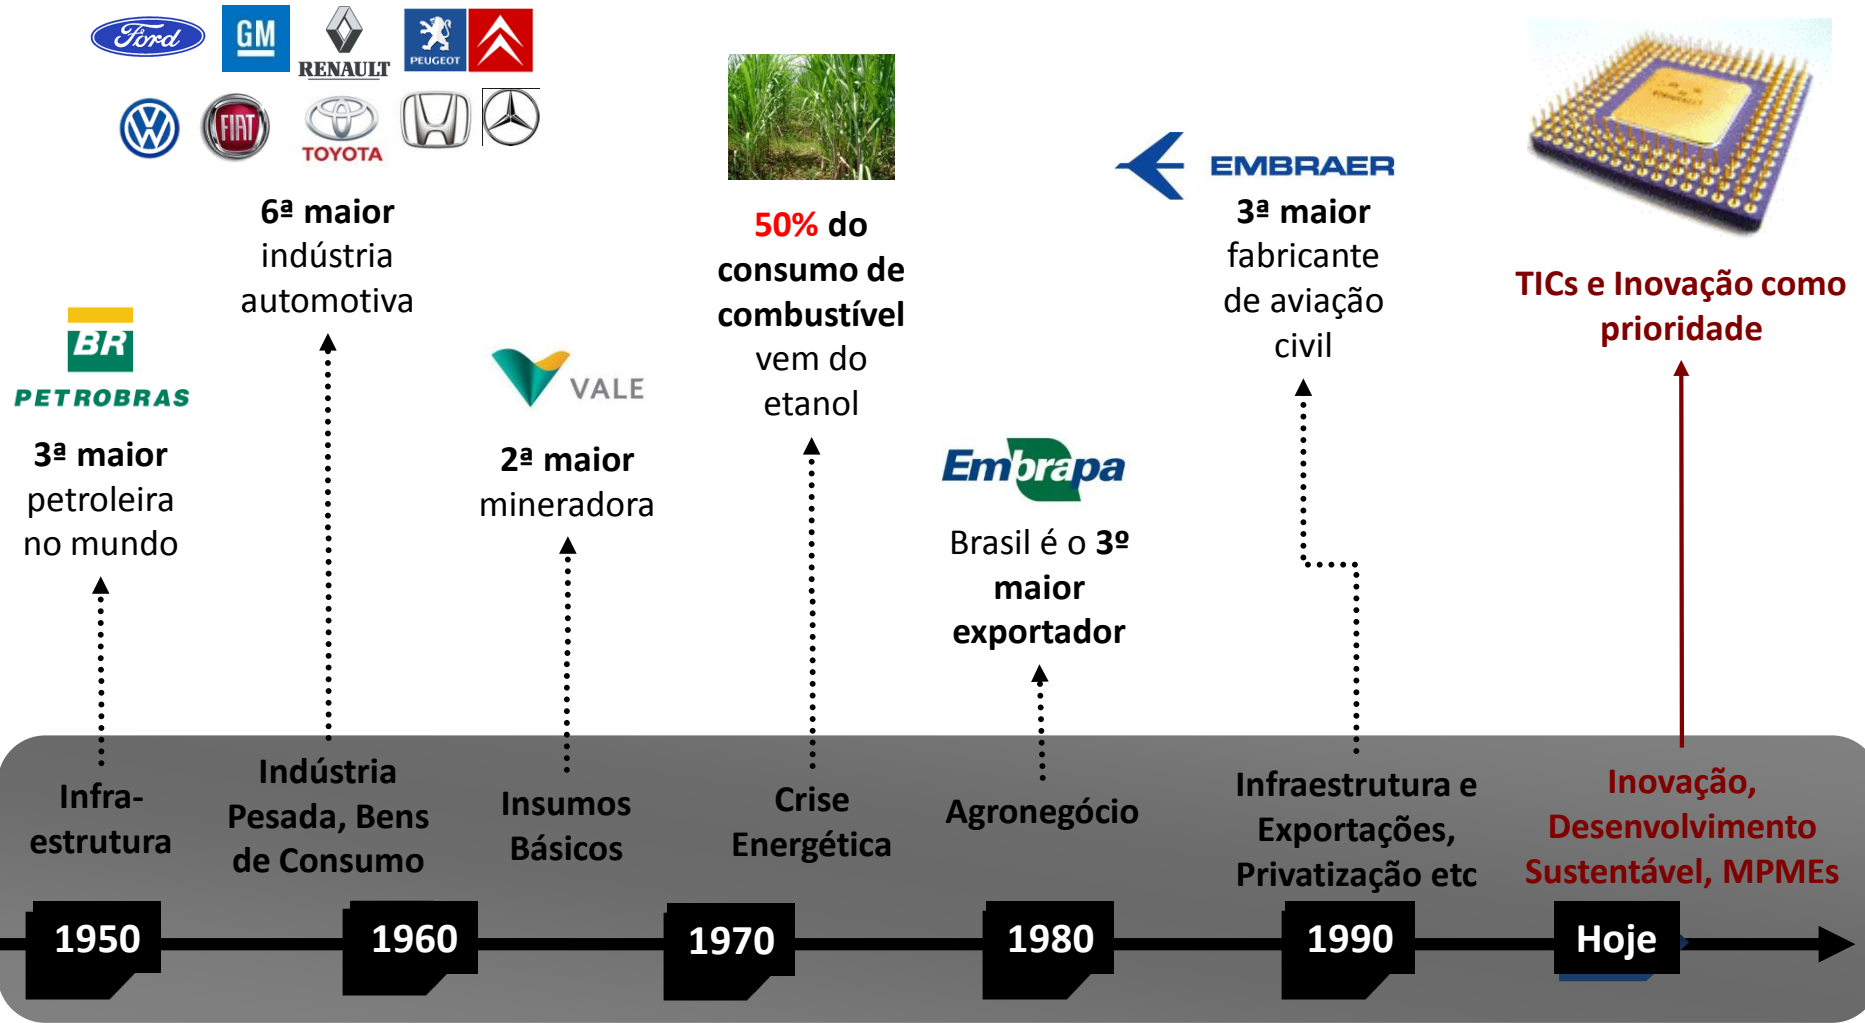 Ford
GM
RENAULT
PEUGEOT
FIAT
TOYOTA
6ª maior
indústria
automotiva
BR
PETROBRAS
3ª maior
petroleira
no mundo
VALE
2ª maior
mineradora
50% do
consumo de
combustível
vem do
etanol
Embrapa
Brasil é o 3º
maior
exportador
EMBRAER
3ª maior
fabricante
de aviação
civil
TICs e Inovação como
prioridade
Infra-
estrutura
Indústria
Pesada, Bens
de Consumo
Insumos
Básicos
Crise
Energética
Agronegócio
Infraestrutura e
Exportações,
Privatização etc
Inovação,
Desenvolvimento
Sustentável, MPMEs
1950
1960
1970
1980
1990
Hoje